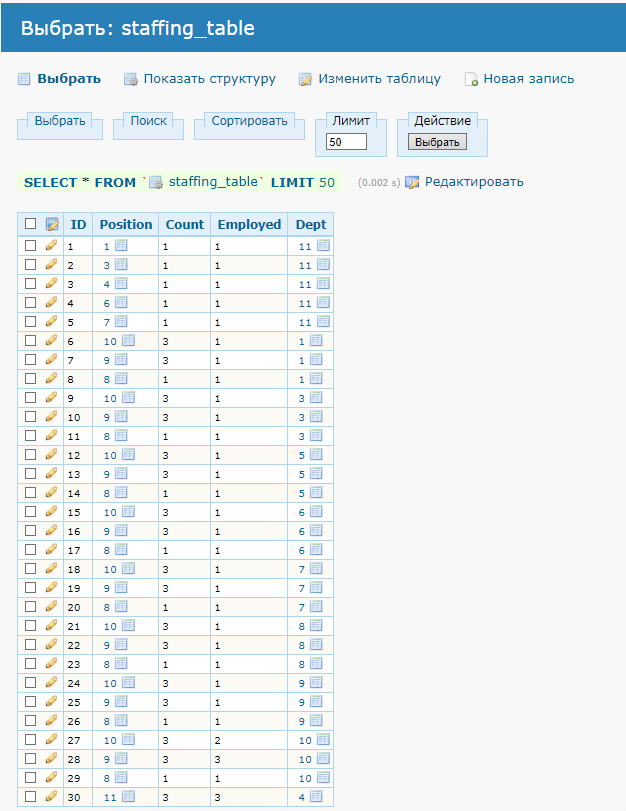 Выбрать: staffing_table
Выбрать Показать структуру Изменить таблицу Новая запись
Выбрать Поиск Сортировать Лимит Действие
50 Выбрать
SELECT * FROM `staffing_table` LIMIT 50 (0.002 s) Редактировать
ID Position Count Employed Dept
1 1 1 1 11
2 3 1 1 11
3 4 1 1 11
4 6 1 1 11
5 7 1 1 11
6 10 3 1 1
7 9 3 1 1
8 8 1 1 1
9 10 3 1 3
10 9 3 1 3
11 8 1 1 3
12 10 3 1 5
13 9 3 1 5
14 8 1 1 5
15 10 3 1 6
16 9 3 1 6
17 8 1 1 6
18 10 3 1 7
19 9 3 1 7
20 8 1 1 7
21 10 3 1 8
22 9 3 1 8
23 8 1 1 8
24 10 3 1 9
25 9 3 1 9
26 8 1 1 9
27 10 3 2 10
28 9 3 3 10
29 8 1 1 10
30 11 3 3 4